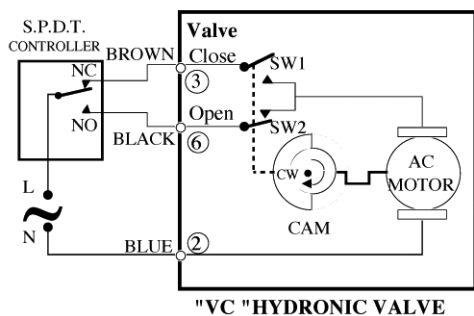 S.P.D.T.
CONTROLLER
NC
NO
L
N
BROWN
BLACK
BLUE
Valve
Close
3
SW1
Open
6
SW2
CW
CAM
AC
MOTOR
2
"VC "HYDRONIC VALVE